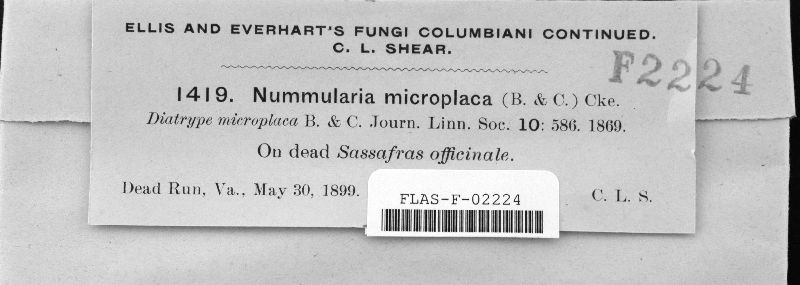 ELLIS AND EVERHART'S FUNGI COLUMBIANI CONTINUED.
C. L. SHEAR.
F2224
1419. Nummularia microplaca (B. & C.) Cke.
Diatrype microplaca B. & C. Journ. Linn. Soc. 10: 586. 1869.
On dead Sassafras officinale.
Dead Run, Va., May 30, 1899. C. L. S.
FLAS-F-02224